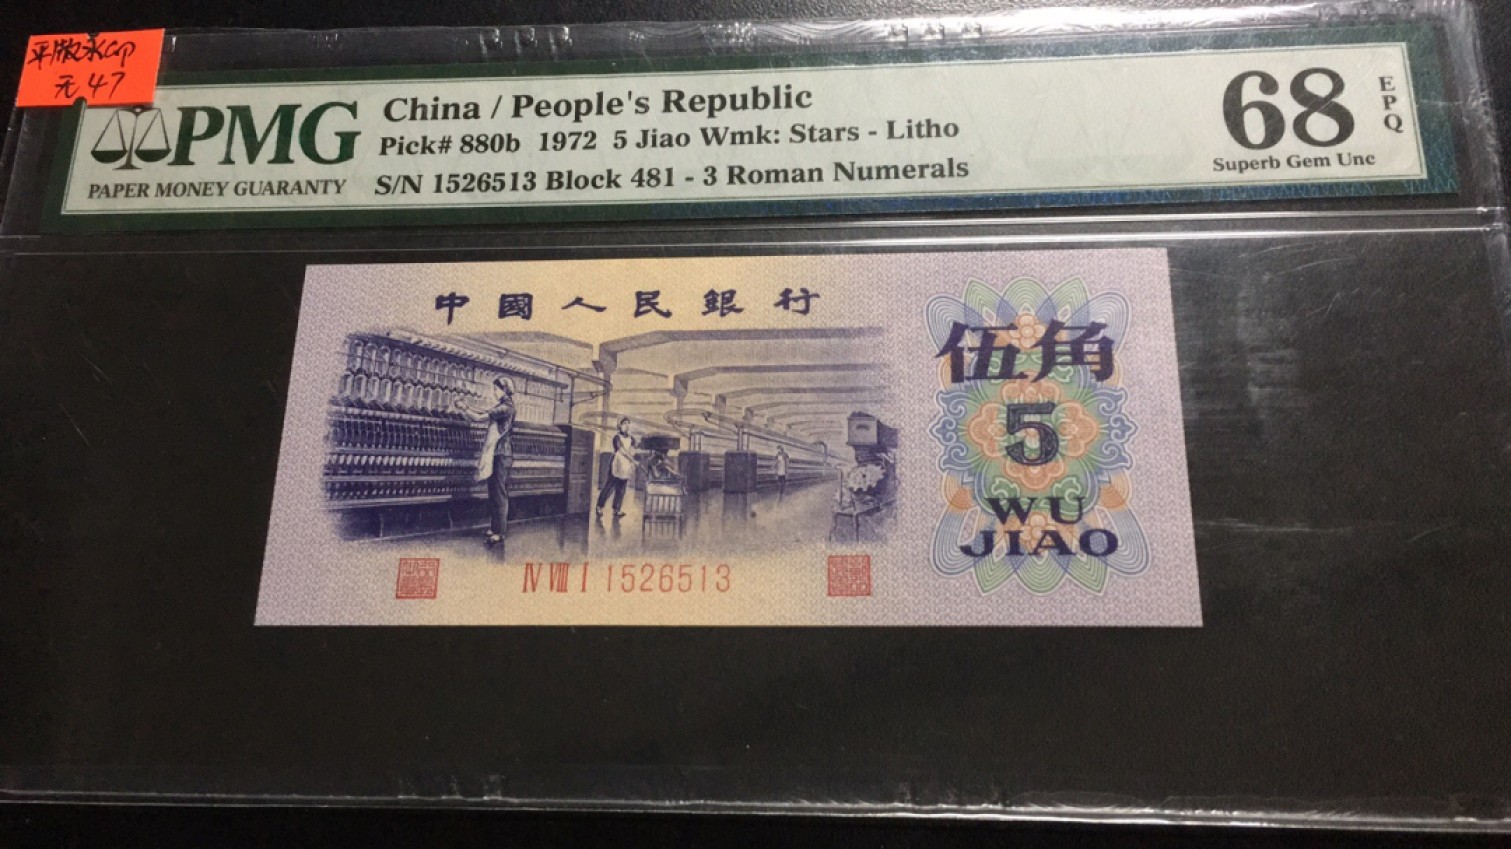 平版水印
无47
PMG
PAPER MONEY GUARANTY
China / People's Republic
Pick# 880b 1972 5 Jiao Wmk: Stars - Litho
S/N 1526513 Block 481 - 3 Roman Numerals
68
EPQ
Superb Gem Unc
中國人民銀行
伍角
5
WU
JIAO
IV VIII I 1526513